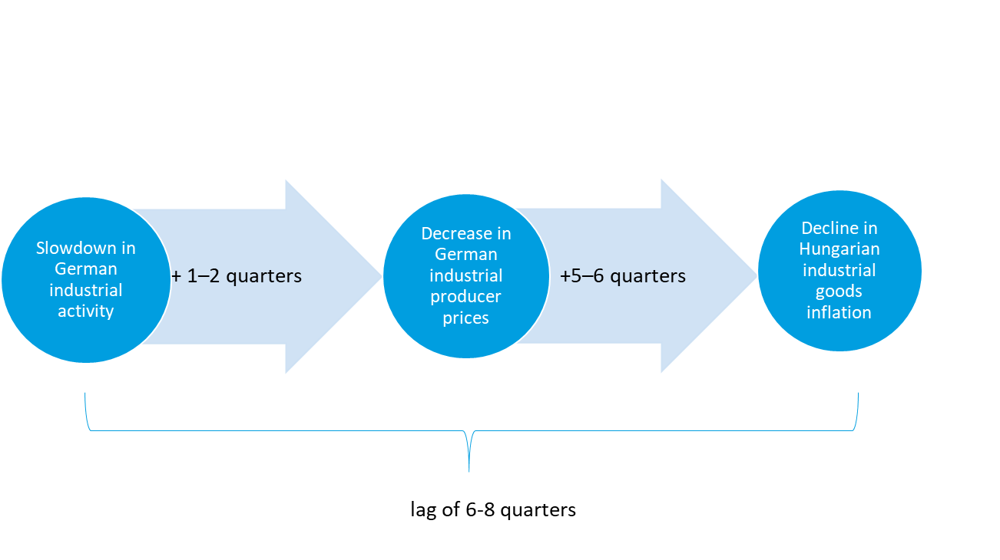 Slowdown in
German
industrial
activity
+ 1–2 quarters
Decrease in
German
industrial
producer
prices
+5–6 quarters
Decline in
Hungarian
industrial
goods
inflation
lag of 6-8 quarters